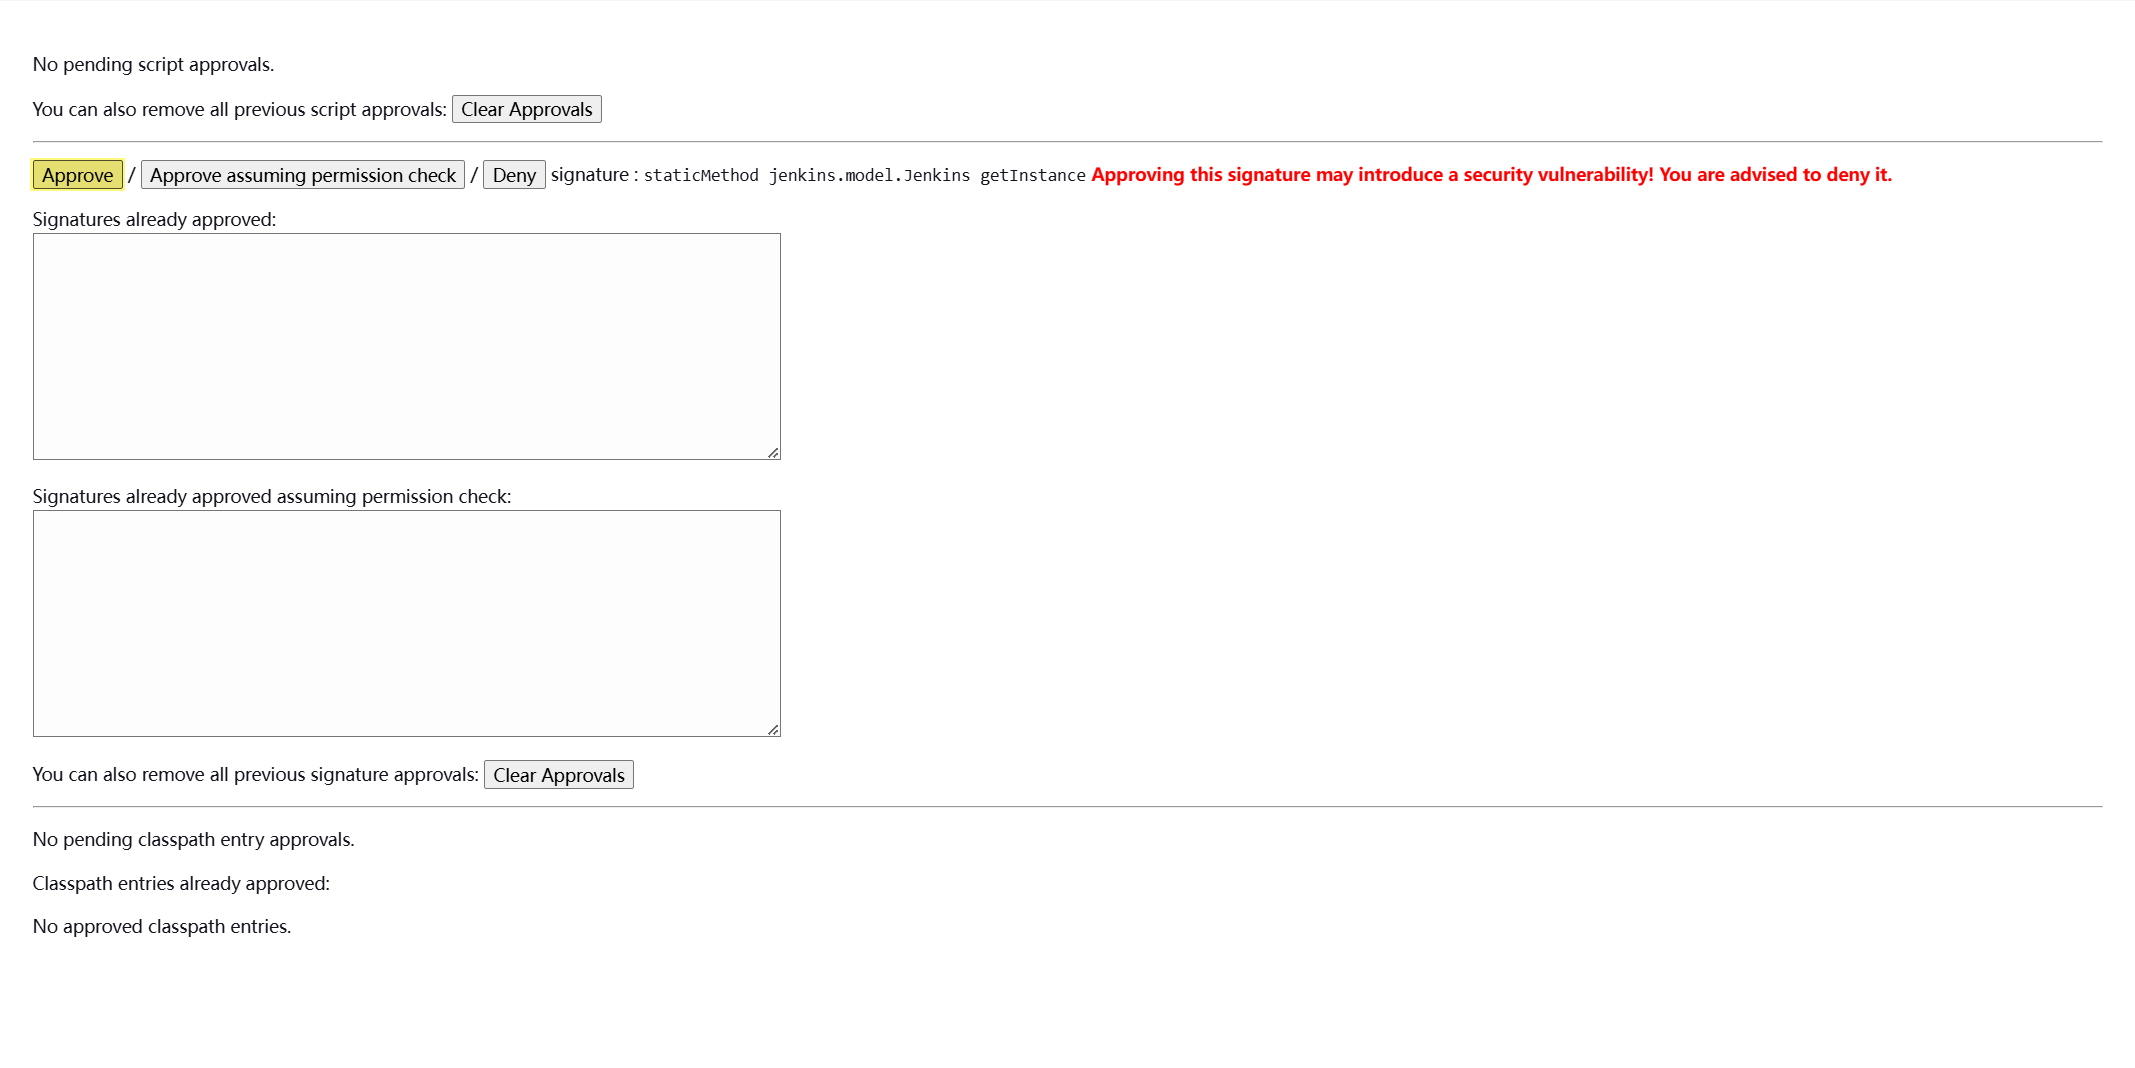 No pending script approvals.
You can also remove all previous script approvals: Clear Approvals
Approve / Approve assuming permission check / Deny signature : staticMethod jenkins.model.Jenkins getInstance Approving this signature may introduce a security vulnerability! You are advised to deny it.
Signatures already approved:
Signatures already approved assuming permission check:
You can also remove all previous signature approvals: Clear Approvals
No pending classpath entry approvals.
Classpath entries already approved:
No approved classpath entries.